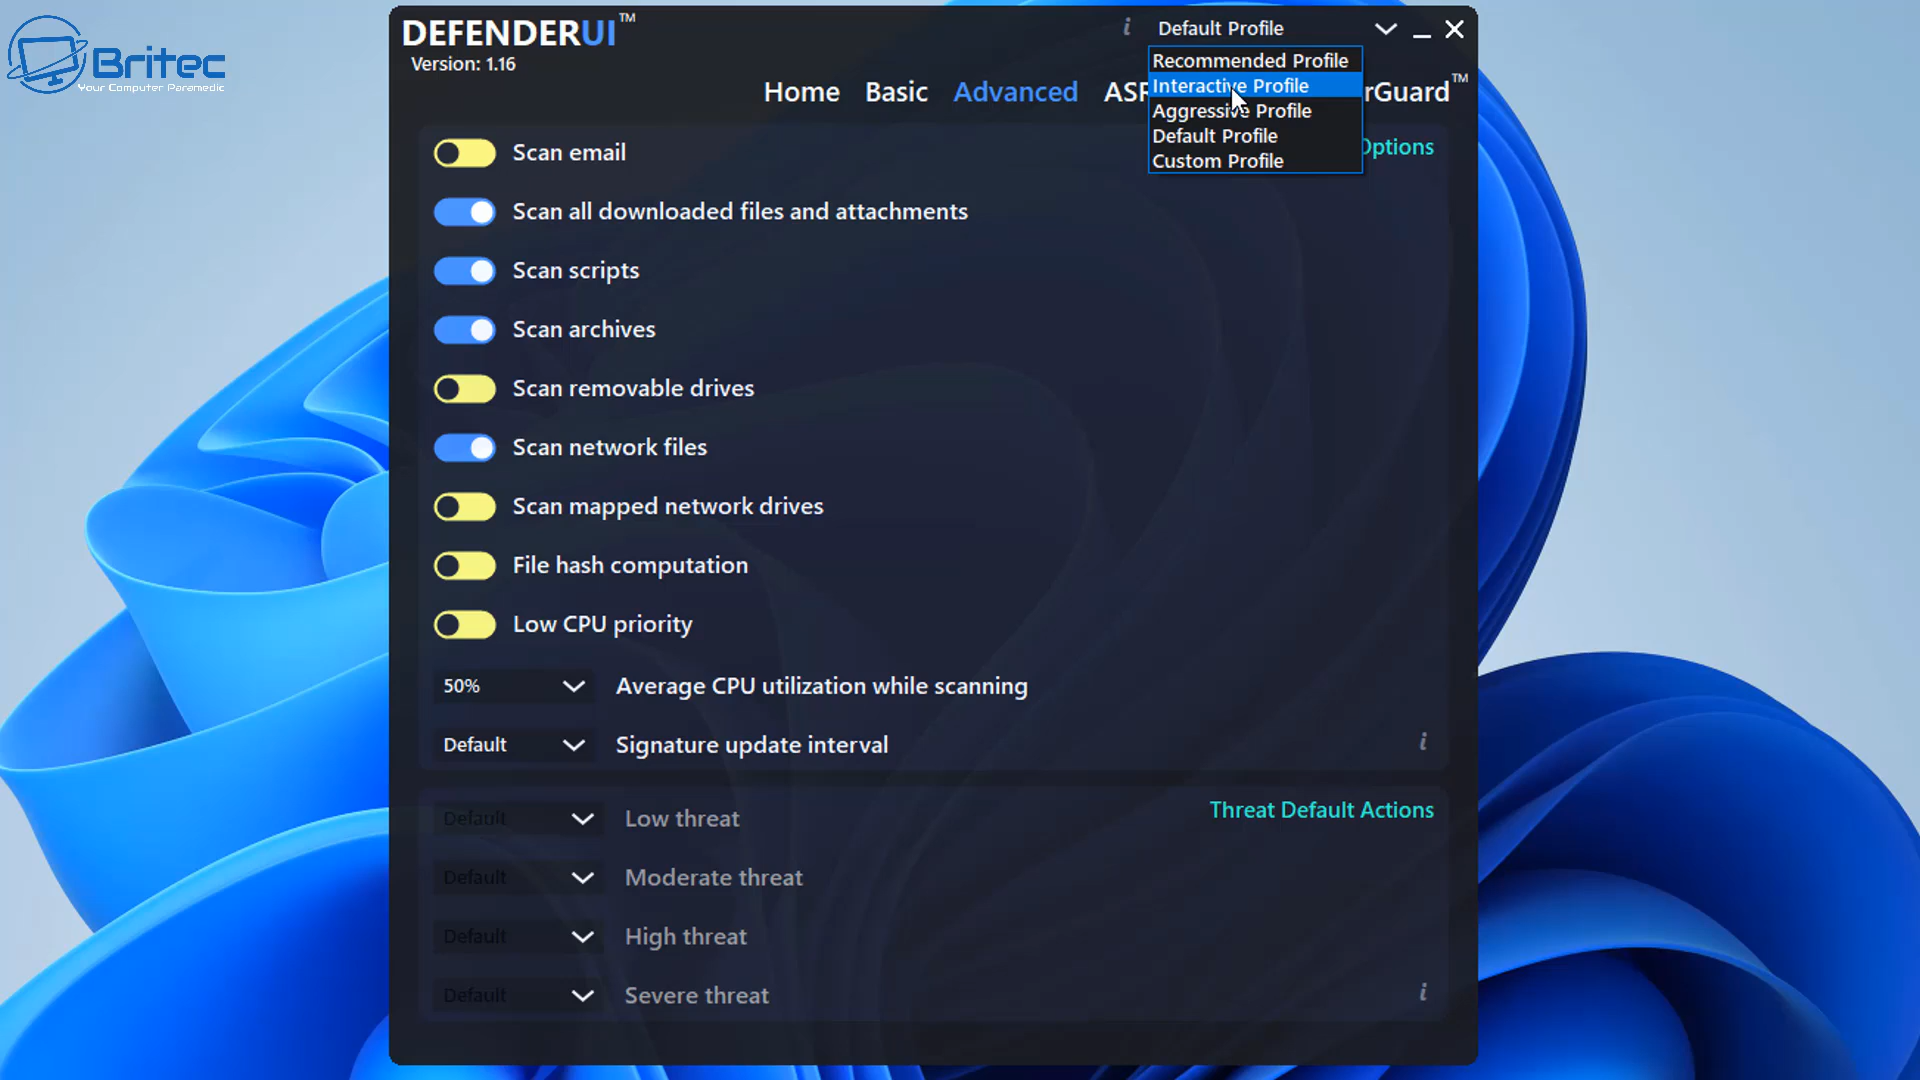 Britec
Your Computer Paramedic
DEFENDERUI™
Version: 1.16
i
Default Profile
Recommended Profile
Interactive Profile
Aggressive Profile
Default Profile
Custom Profile
Home
Basic
Advanced
ASR
rGuard™
Options
Scan email
Scan all downloaded files and attachments
Scan scripts
Scan archives
Scan removable drives
Scan network files
Scan mapped network drives
File hash computation
Low CPU priority
50% Average CPU utilization while scanning
Default Signature update interval
i
Threat Default Actions
Default Low threat
Default Moderate threat
Default High threat
Default Severe threat
i